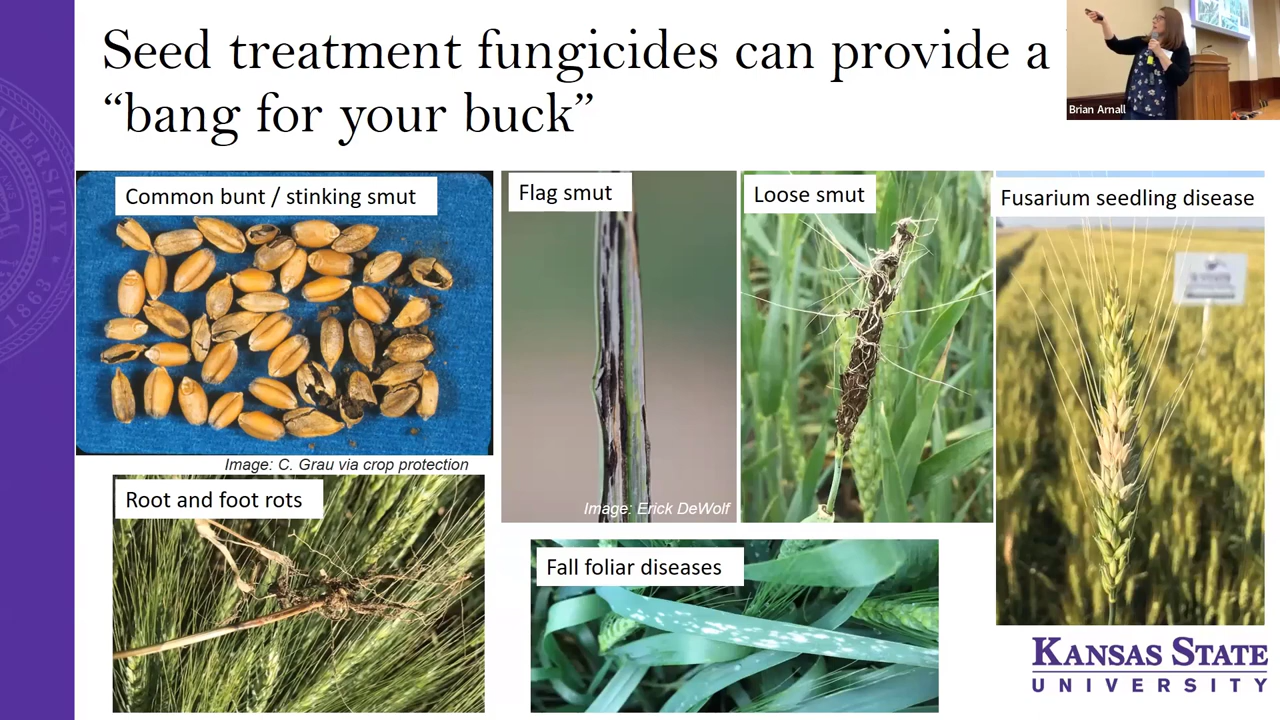 Seed treatment fungicides can provide a
“bang for your buck”
Brian Arnall
Common bunt / stinking smut
Flag smut
Loose smut
Fusarium seedling disease
Image: C. Grau via crop protection
Image: Erick DeWolf
Root and foot rots
Fall foliar diseases
KANSAS STATE
UNIVERSITY
VERSITY
1863